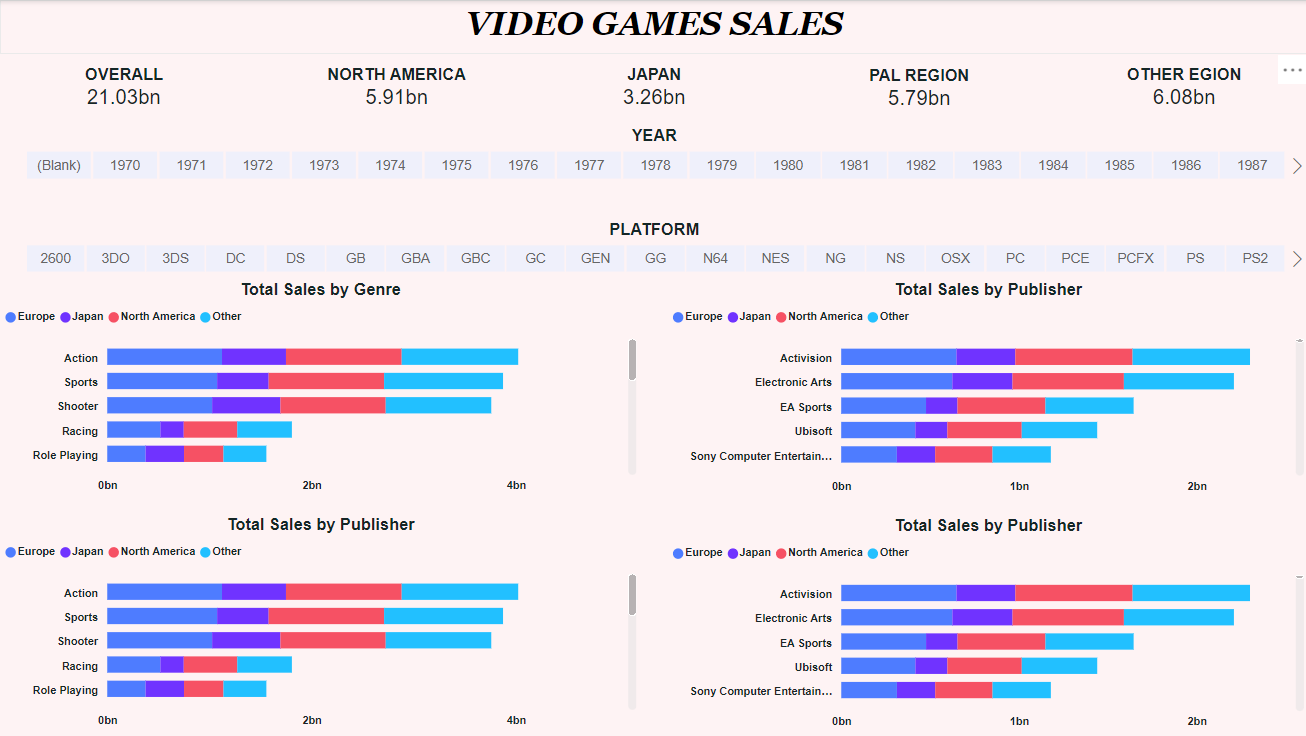 VIDEO GAMES SALES
OVERALL
21.03bn
NORTH AMERICA
5.91bn
JAPAN
3.26bn
PAL REGION
5.79bn
OTHER EGION
6.08bn
YEAR
(Blank) 1970 1971 1972 1973 1974 1975 1976 1977 1978 1979 1980 1981 1982 1983 1984 1985 1986 1987
PLATFORM
2600 3DO 3DS DC DS GB GBA GBC GC GEN GG N64 NES NG NS OSX PC PCE PCFX PS PS2
Total Sales by Genre
Europe Japan North America Other
Action
Sports
Shooter
Racing
Role Playing
0bn 2bn 4bn
Total Sales by Publisher
Europe Japan North America Other
Activision
Electronic Arts
EA Sports
Ubisoft
Sony Computer Entertain...
0bn 1bn 2bn
Total Sales by Publisher
Europe Japan North America Other
Action
Sports
Shooter
Racing
Role Playing
0bn 2bn 4bn
Total Sales by Publisher
Europe Japan North America Other
Activision
Electronic Arts
EA Sports
Ubisoft
Sony Computer Entertain...
0bn 1bn 2bn